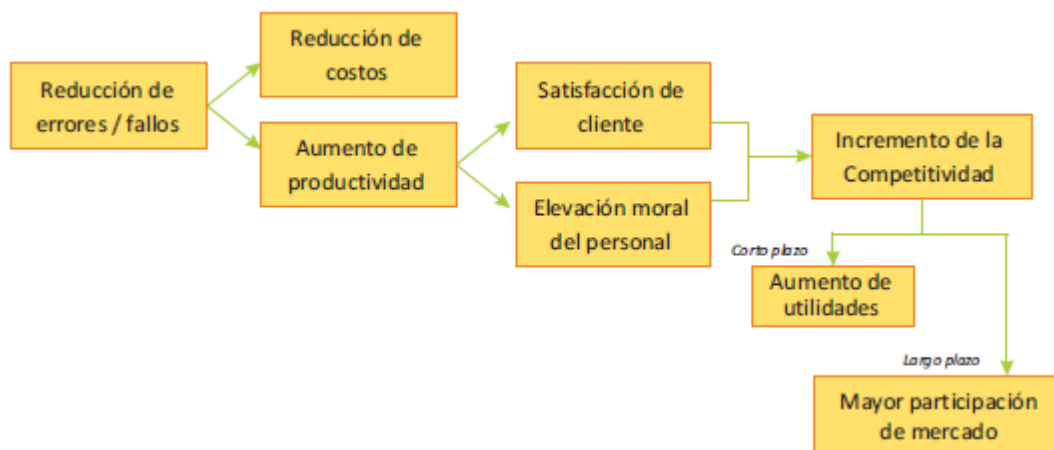 Reducción de
costos
Reducción de
errores / fallos
Aumento de
productividad
Satisfacción de
cliente
Elevación moral
del personal
Incremento de la
Competitividad
Corto plazo
Aumento de
utilidades
Largo plazo
Mayor participación
de mercado